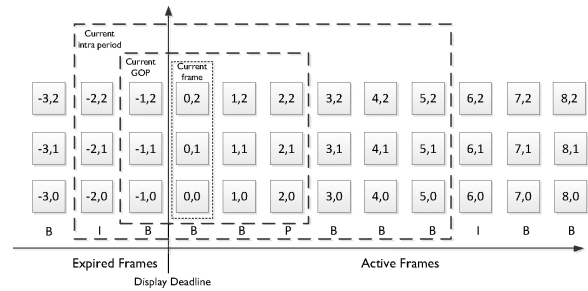 Current
intra period
Current
GOP
Current
frame
-3,2 -2,2 -1,2 0,2 1,2 2,2 3,2 4,2 5,2 6,2 7,2 8,2
-3,1 -2,1 -1,1 0,1 1,1 2,1 3,1 4,1 5,1 6,1 7,1 8,1
-3,0 -2,0 -1,0 0,0 1,0 2,0 3,0 4,0 5,0 6,0 7,0 8,0
B I B B B P B B B I B B
Expired Frames Active Frames
Display Deadline